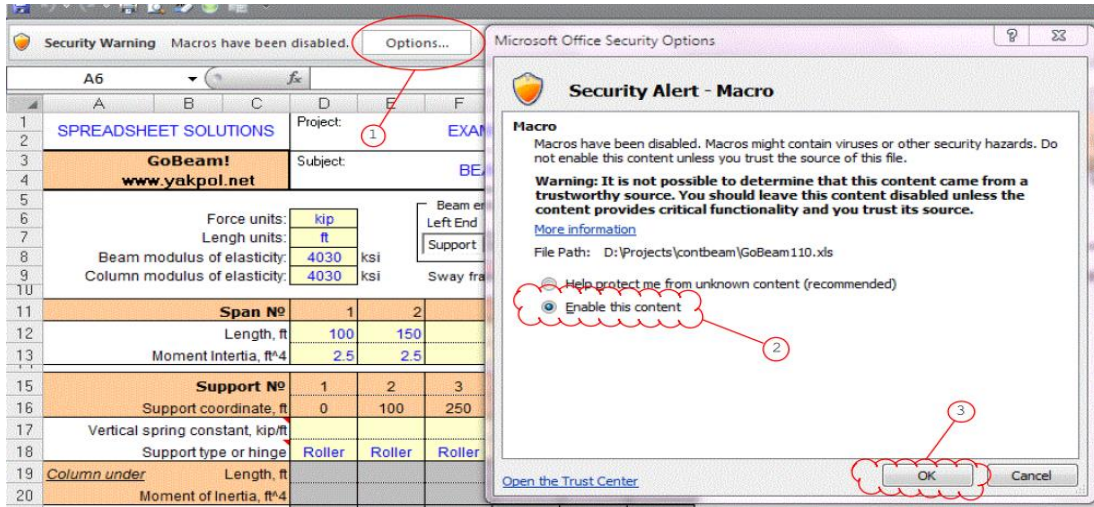 Security Warning Macros have been disabled. Options...
A6 fx
A B C D E F
1 SPREADSHEET SOLUTIONS Project: 1
2
3 GoBeam! Subject:
4 www.yakpol.net
5
6 Force units: kip Left End
7 Lengh units: ft Support
8 Beam modulus of elasticity: 4030 ksi
9 Column modulus of elasticity: 4030 ksi Sway
10
11 Span Nº 1 2
12 Length, ft 100 150
13 Moment Intertia, ft^4 2.5 2.5
15 Support Nº 1 2 3
16 Support coordinate, ft 0 100 250
17 Vertical spring constant, kip/ft
18 Support type or hinge Roller Roller Roller
19 Column under Length, ft
20 Moment of Inertia, ft^4
Microsoft Office Security Options
Security Alert - Macro
Macro
Macros have been disabled. Macros might contain viruses or other security hazards. Do
not enable this content unless you trust the source of this file.
Warning: It is not possible to determine that this content came from a
trustworthy source. You should leave this content disabled unless the
content provides critical functionality and you trust its source.
More information
File Path: D:\Projects\contbeam\GoBeam110.xls
Help protect me from unknown content (recommended)
Enable this content
2
3
Open the Trust Center OK Cancel